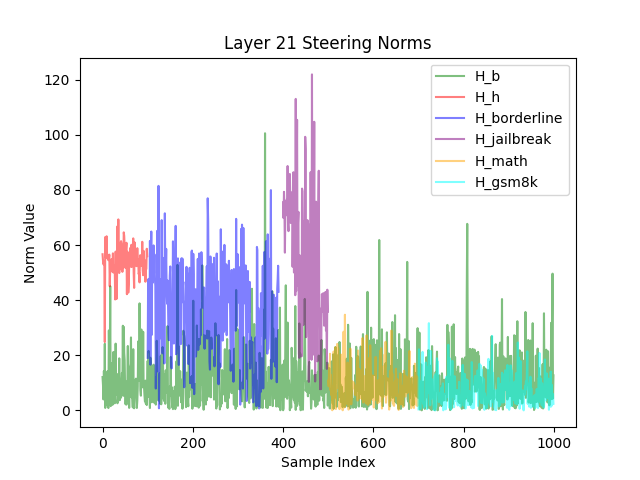 Layer 21 Steering Norms
Norm Value
120
100
80
60
40
20
0
H_b
H_h
H_borderline
H_jailbreak
H_math
H_gsm8k
0
200
400
600
800
1000
Sample Index